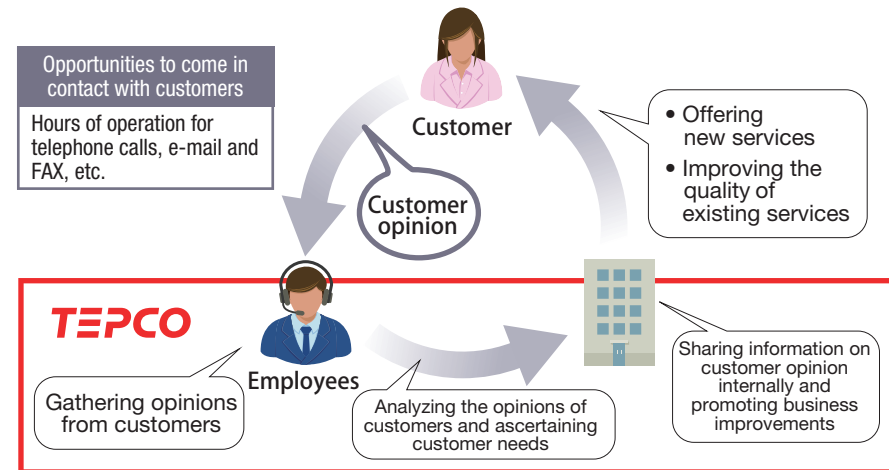 Opportunities to come in
contact with customers
Hours of operation for
telephone calls, e-mail and
FAX, etc.
Customer
Customer
opinion
• Offering
new services
• Improving the
quality of
existing services
TEPCO
Employees
Gathering opinions
from customers
Analyzing the opinions of
customers and ascertaining
customer needs
Sharing information on
customer opinion
internally and
promoting business
improvements